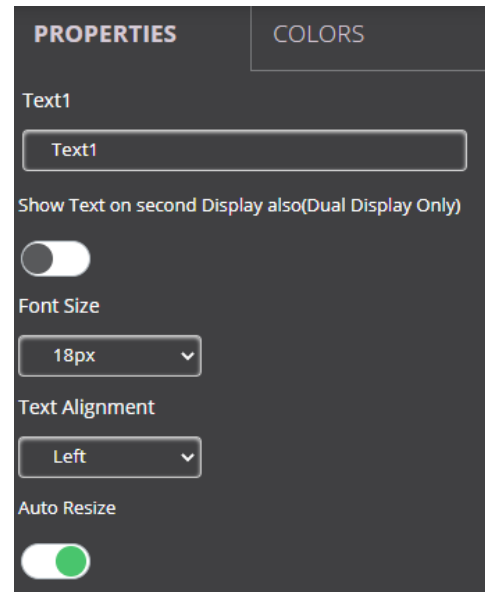 PROPERTIES COLORS
Text1
Text1
Show Text on second Display also(Dual Display Only)
Font Size
18px
Text Alignment
Left
Auto Resize